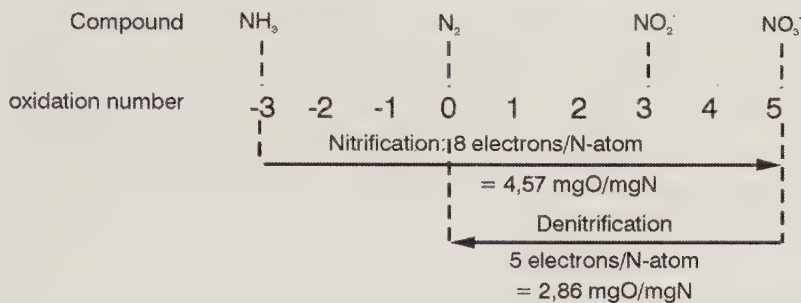 Compound NH₃ N₂ NO₂⁻ NO₃⁻
oxidation number -3 -2 -1 0 1 2 3 4 5
Nitrification: 8 electrons/N-atom
= 4,57 mgO/mgN
Denitrification
5 electrons/N-atom
= 2,86 mgO/mgN